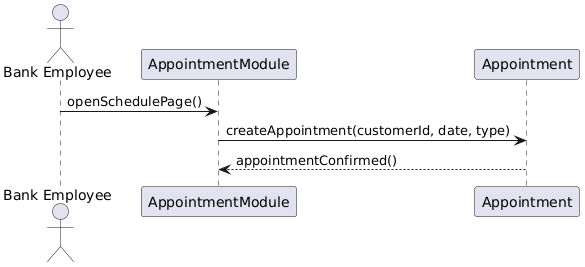 Bank Employee
AppointmentModule
Appointment
openSchedulePage()
createAppointment(customerId, date, type)
appointmentConfirmed()
Bank Employee
AppointmentModule
Appointment